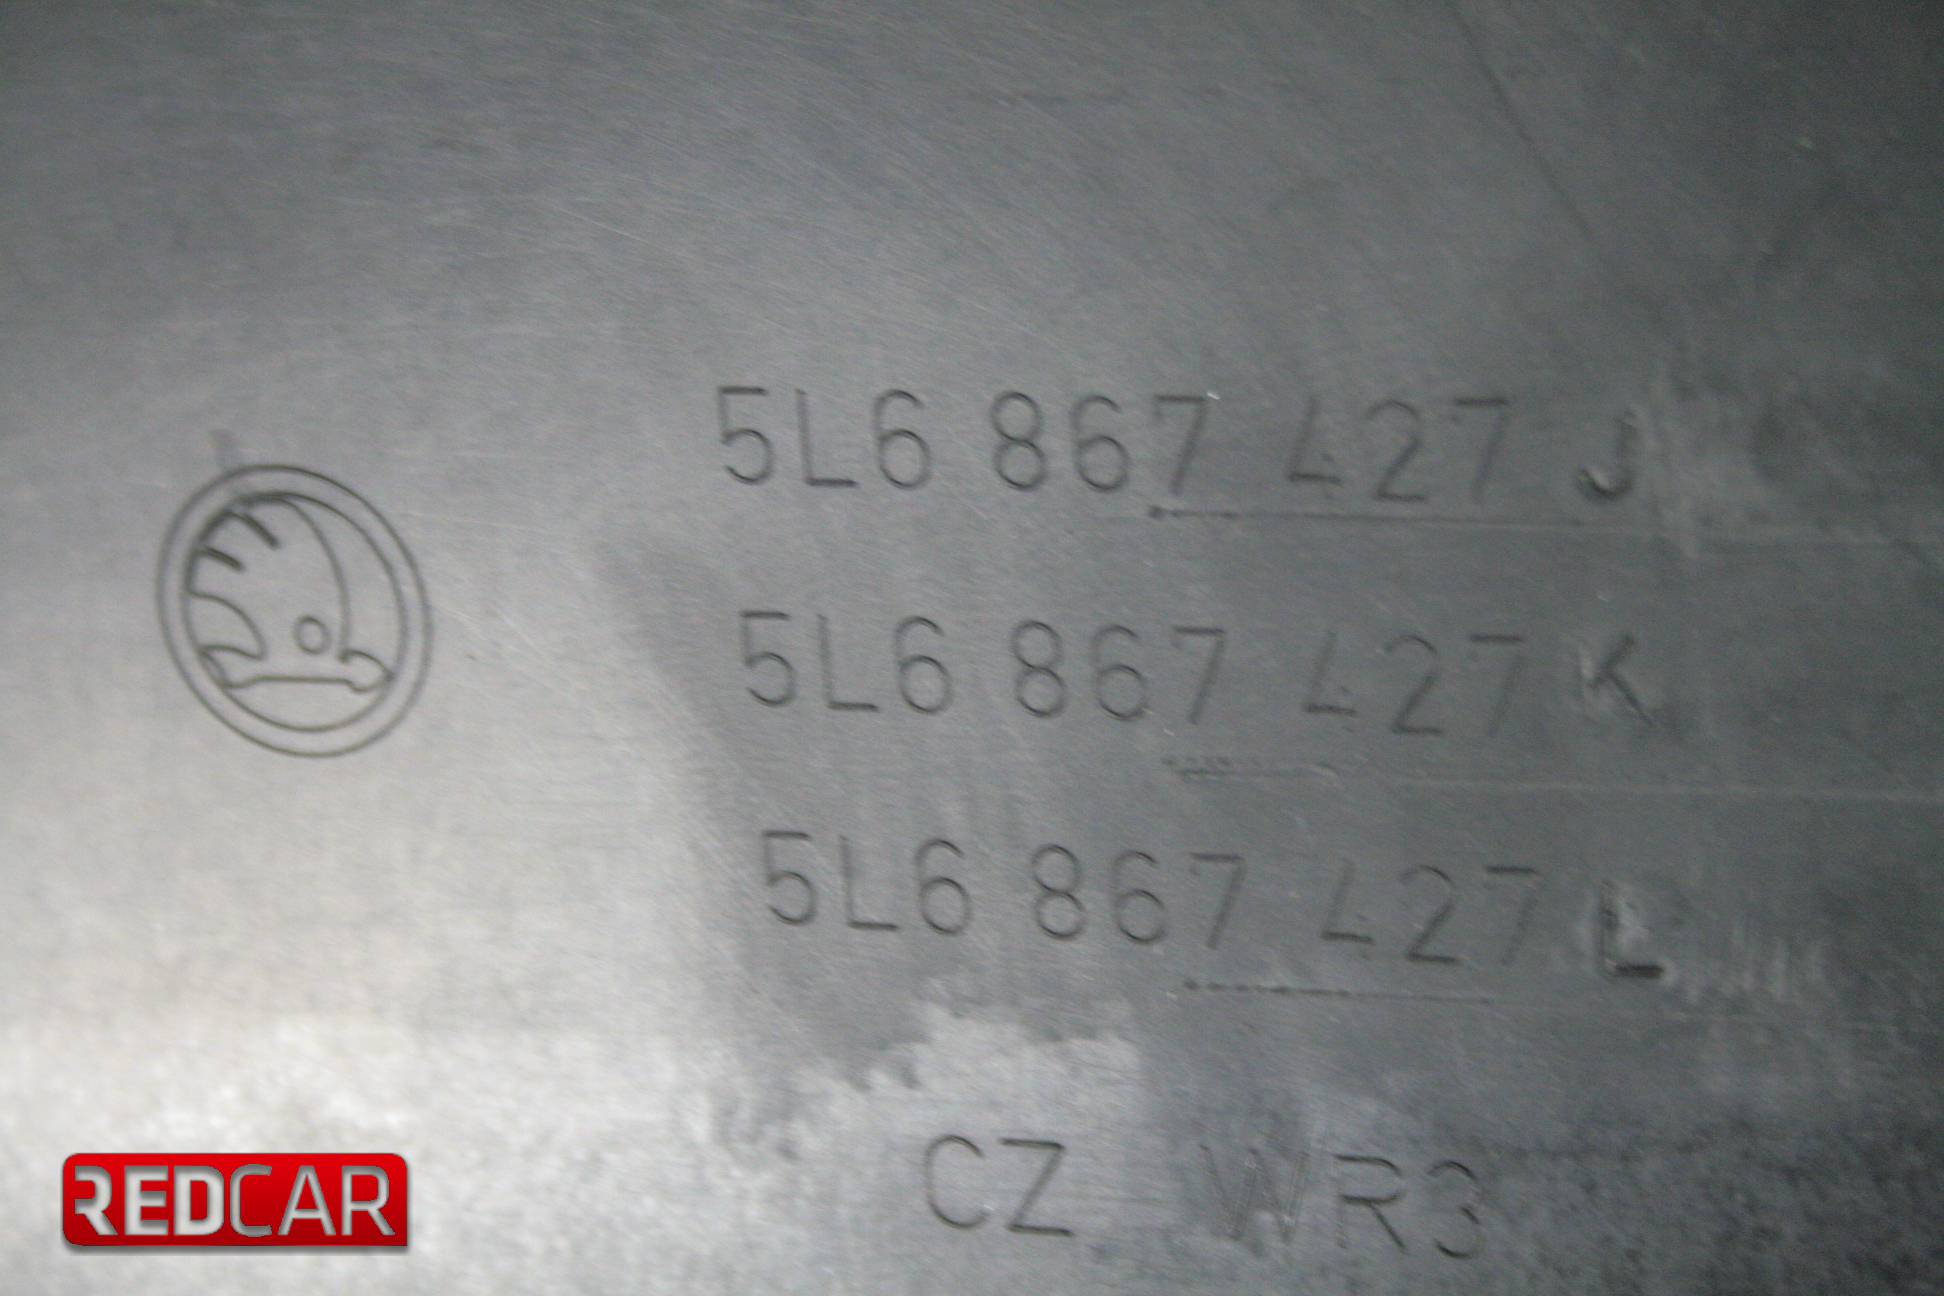 5L6 867 427 J
5L6 867 427 K
5L6 867 427 L
CZ WR3
REDCAR